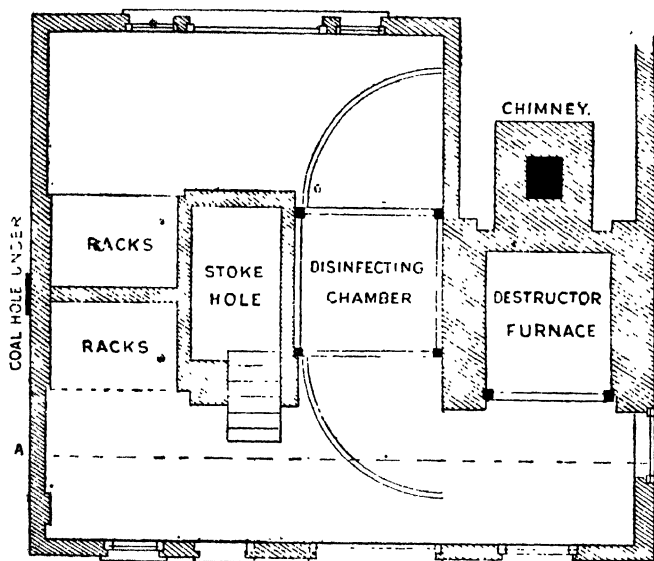 CHIMNEY.
COAL HOLE UNDER
RACKS
STOKE
HOLE
DISINFECTING
CHAMBER
DESTRUCTOR
FURNACE
RACKS
A